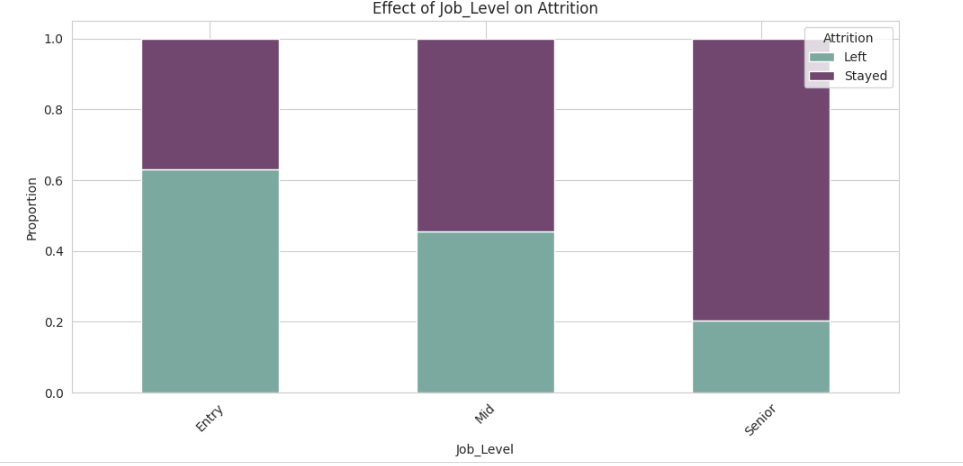 Effect of Job_Level on Attrition
Attrition
Left
Stayed
Proportion
1.0
0.8
0.6
0.4
0.2
0.0
Entry
Mid
Senior
Job_Level